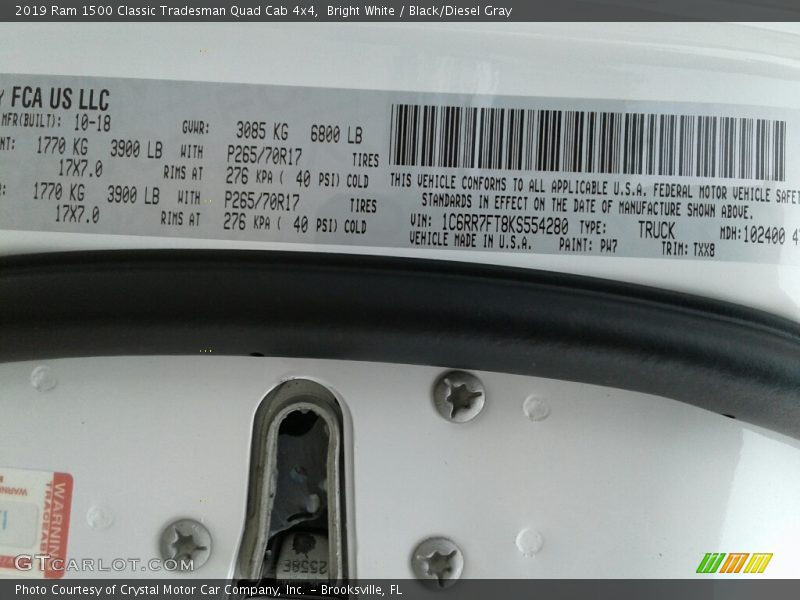 2019 Ram 1500 Classic Tradesman Quad Cab 4x4,  Bright White / Black/Diesel Gray
FCA US LLC
MFR(BUILT): 10-18
GVWR: 3085 KG 6800 LB
1770 KG 3900 LB WITH P265/70R17 TIRES
17X7.0 RIMS AT 276 KPA ( 40 PSI) COLD
1770 KG 3900 LB WITH P265/70R17 TIRES
17X7.0 RIMS AT 276 KPA ( 40 PSI) COLD
THIS VEHICLE CONFORMS TO ALL APPLICABLE U.S.A. FEDERAL MOTOR VEHICLE SAFET
STANDARDS IN EFFECT ON THE DATE OF MANUFACTURE SHOWN ABOVE.
VIN: 1C6RR7FT8KS554280 TYPE: TRUCK MDH:102400
VEHICLE MADE IN U.S.A. PAINT: PW7 TRIM: TXX8
WARNING
GTCARLOT.COM
Photo Courtesy of Crystal Motor Car Company, Inc. – Brooksville, FL